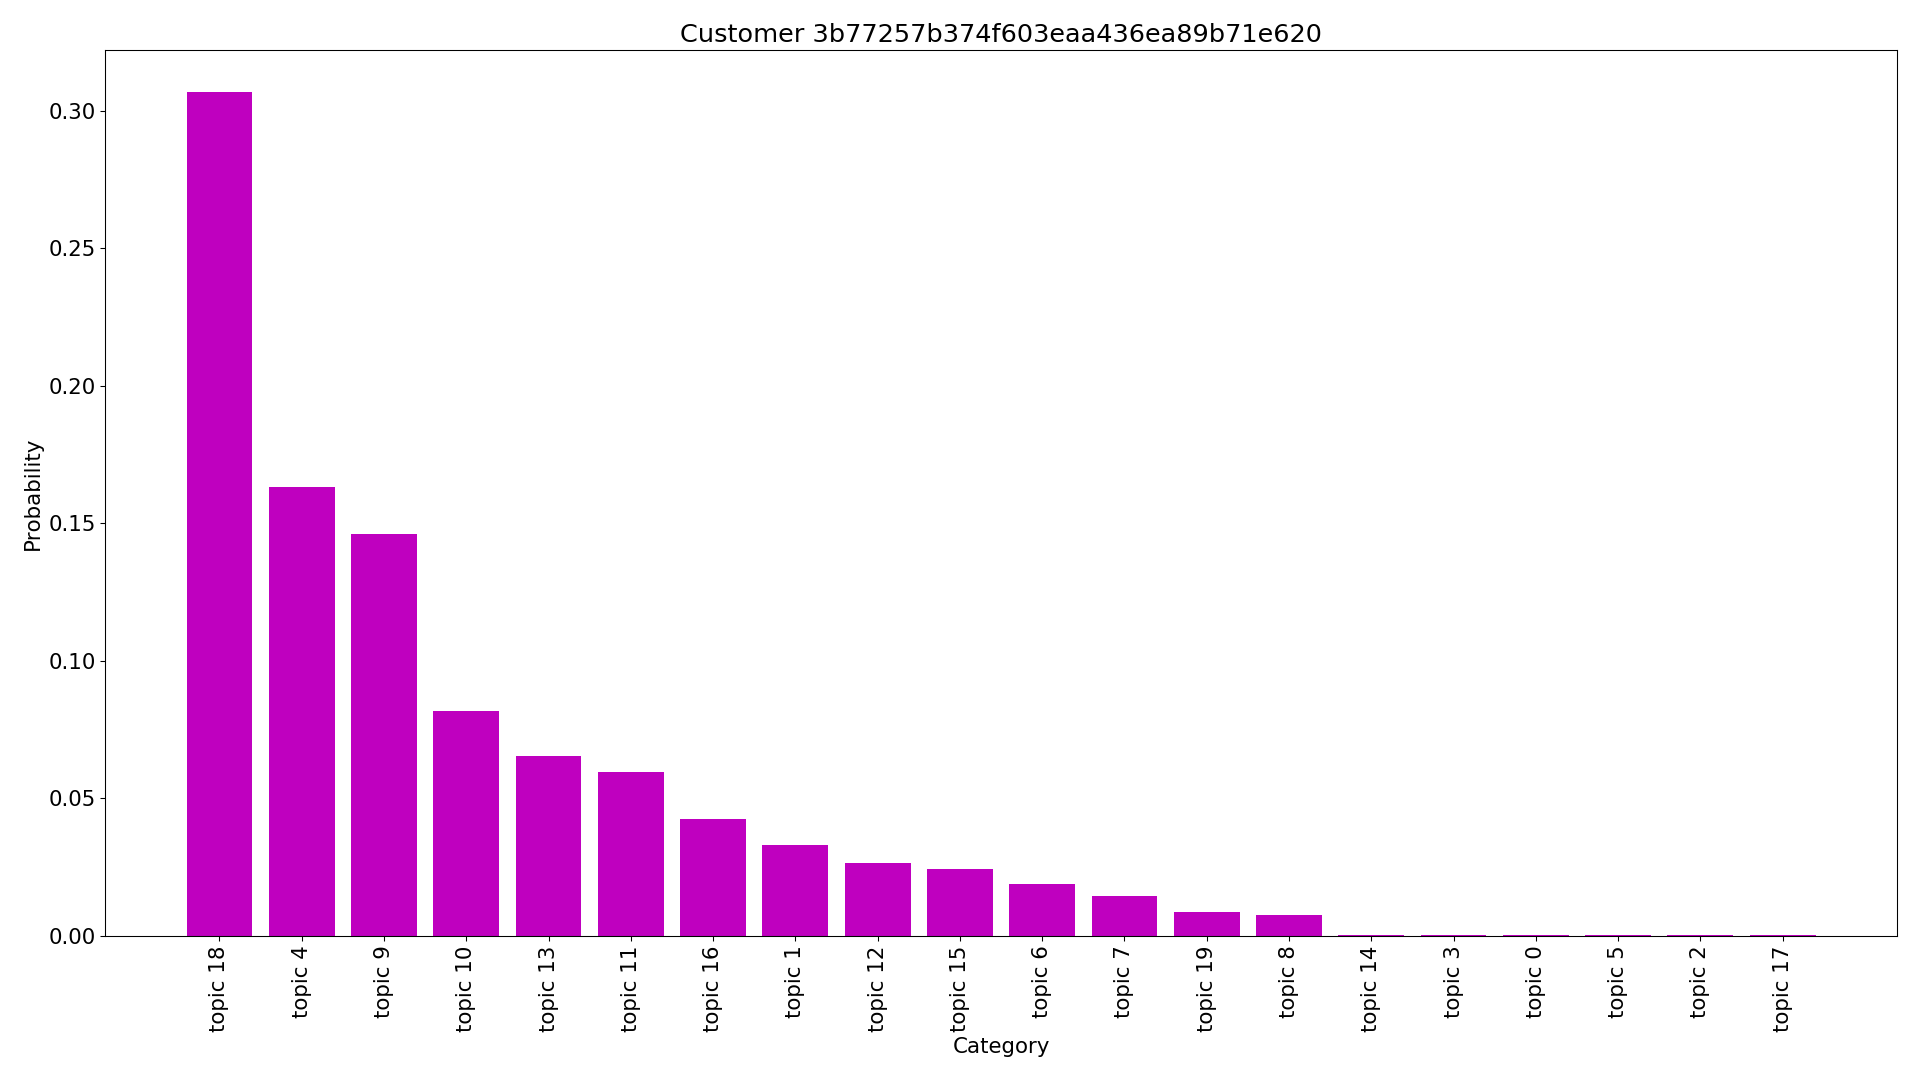 Customer 3b77257b374f603eaa436ea89b71e620
Probability
0.30
0.25
0.20
0.15
0.10
0.05
0.00
topic 18
topic 4
topic 9
topic 10
topic 13
topic 11
topic 16
topic 1
topic 12
topic 15
topic 6
topic 7
topic 19
topic 8
topic 14
topic 3
topic 0
topic 5
topic 2
topic 17
Category